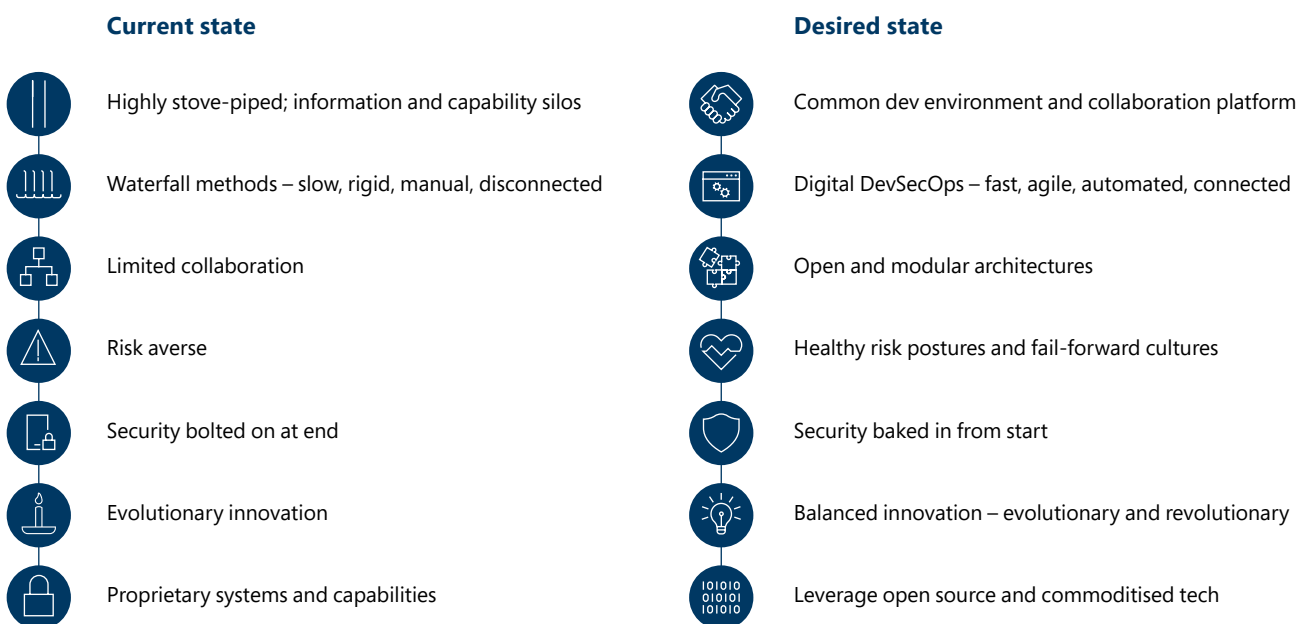 Current state
Highly stove-piped; information and capability silos
Waterfall methods – slow, rigid, manual, disconnected
Limited collaboration
Risk averse
Security bolted on at end
Evolutionary innovation
Proprietary systems and capabilities
Desired state
Common dev environment and collaboration platform
Digital DevSecOps – fast, agile, automated, connected
Open and modular architectures
Healthy risk postures and fail-forward cultures
Security baked in from start
Balanced innovation – evolutionary and revolutionary
101010
010101
101010
Leverage open source and commoditised tech